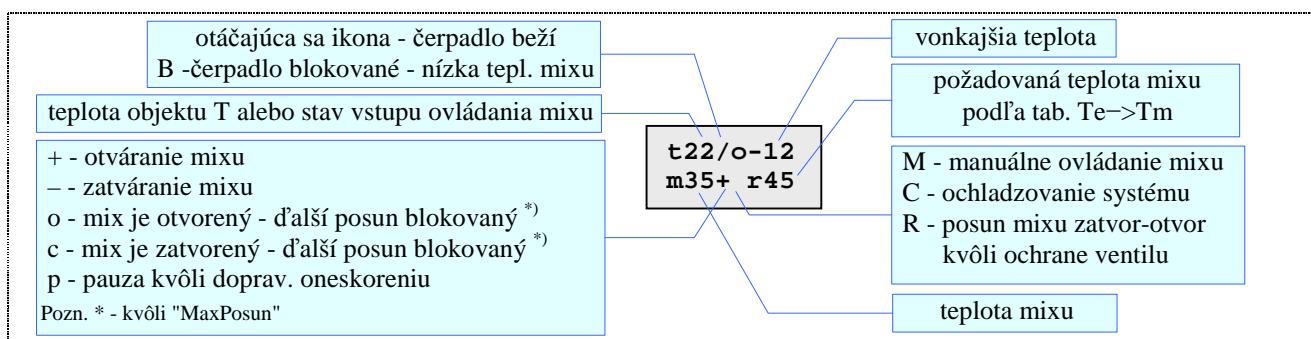 otáčajúca sa ikona - čerpadlo beží
B -čerpadlo blokované - nízka tepl. mixu
teplota objektu T alebo stav vstupu ovládania mixu
+ - otváranie mixu
– - zatváranie mixu
o - mix je otvorený - ďalší posun blokovaný *)
c - mix je zatvorený - ďalší posun blokovaný *)
p - pauza kvôli doprav. oneskoreniu
Pozn. * - kvôli "MaxPosun"
t22/o-12
m35+ r45
vonkajšia teplota
požadovaná teplota mixu
podľa tab. Te−>Tm
M - manuálne ovládanie mixu
C - ochladzovanie systému
R - posun mixu zatvor-otvor
kvôli ochrane ventilu
teplota mixu